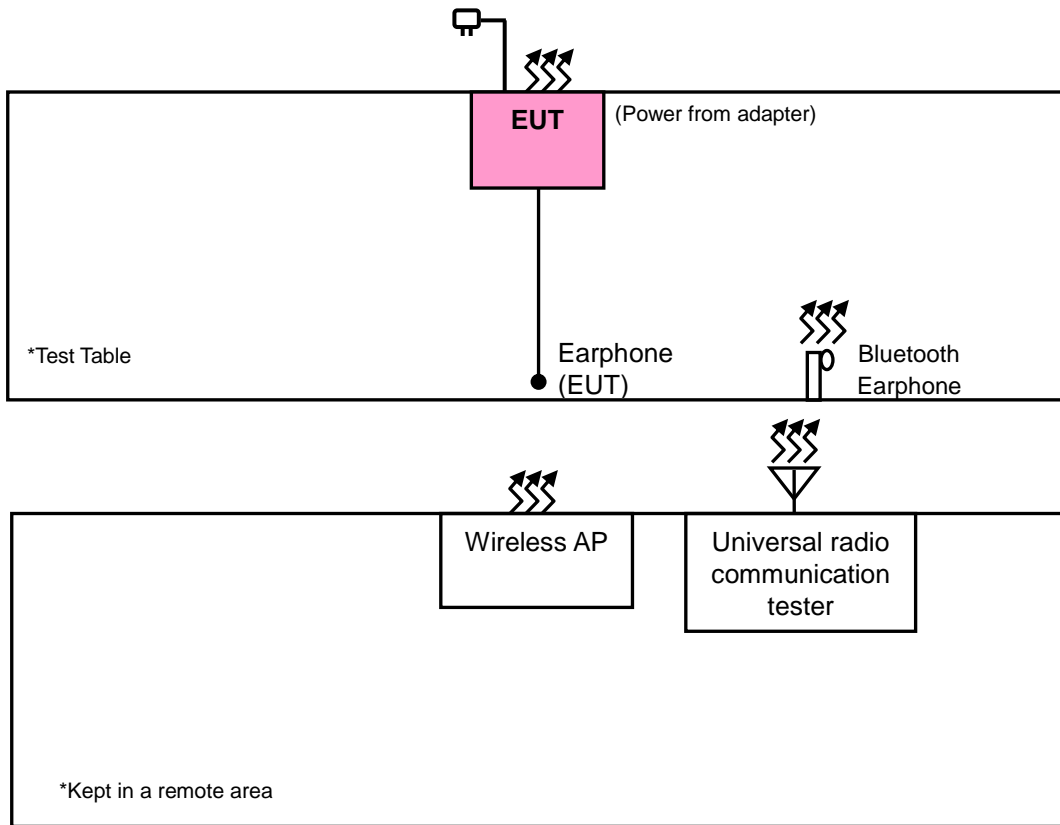 EUT
(Power from adapter)
*Test Table
Earphone
(EUT)
Bluetooth
Earphone
Wireless AP
Universal radio
communication
tester
*Kept in a remote area